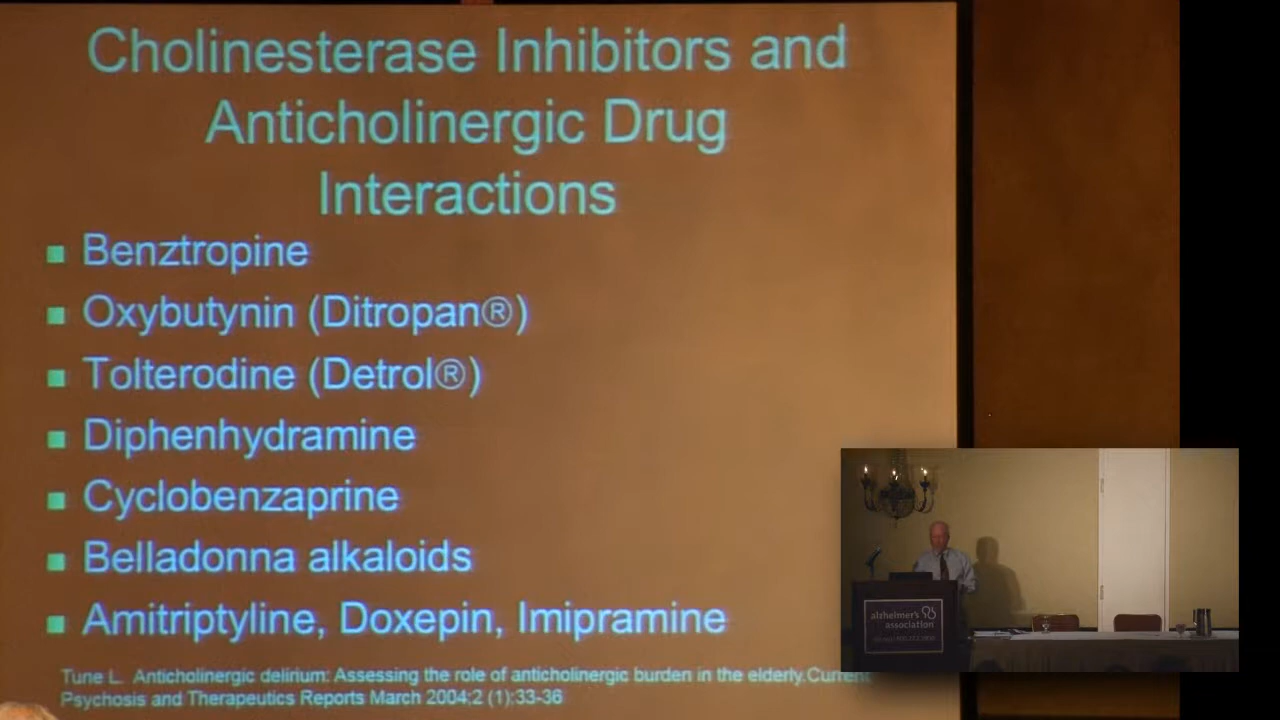 Cholinesterase Inhibitors and
Anticholinergic Drug
Interactions
Benztropine
Oxybutynin (Ditropan®)
Tolterodine (Detrol®)
Diphenhydramine
Cyclobenzaprine
Belladonna alkaloids
Amitriptyline, Doxepin, Imipramine
Tune L. Anticholinergic delirium: Assessing the role of anticholinergic burden in the elderly.Current
Psychosis and Therapeutics Reports March 2004;2 (1):33-36
alzheimer's
association